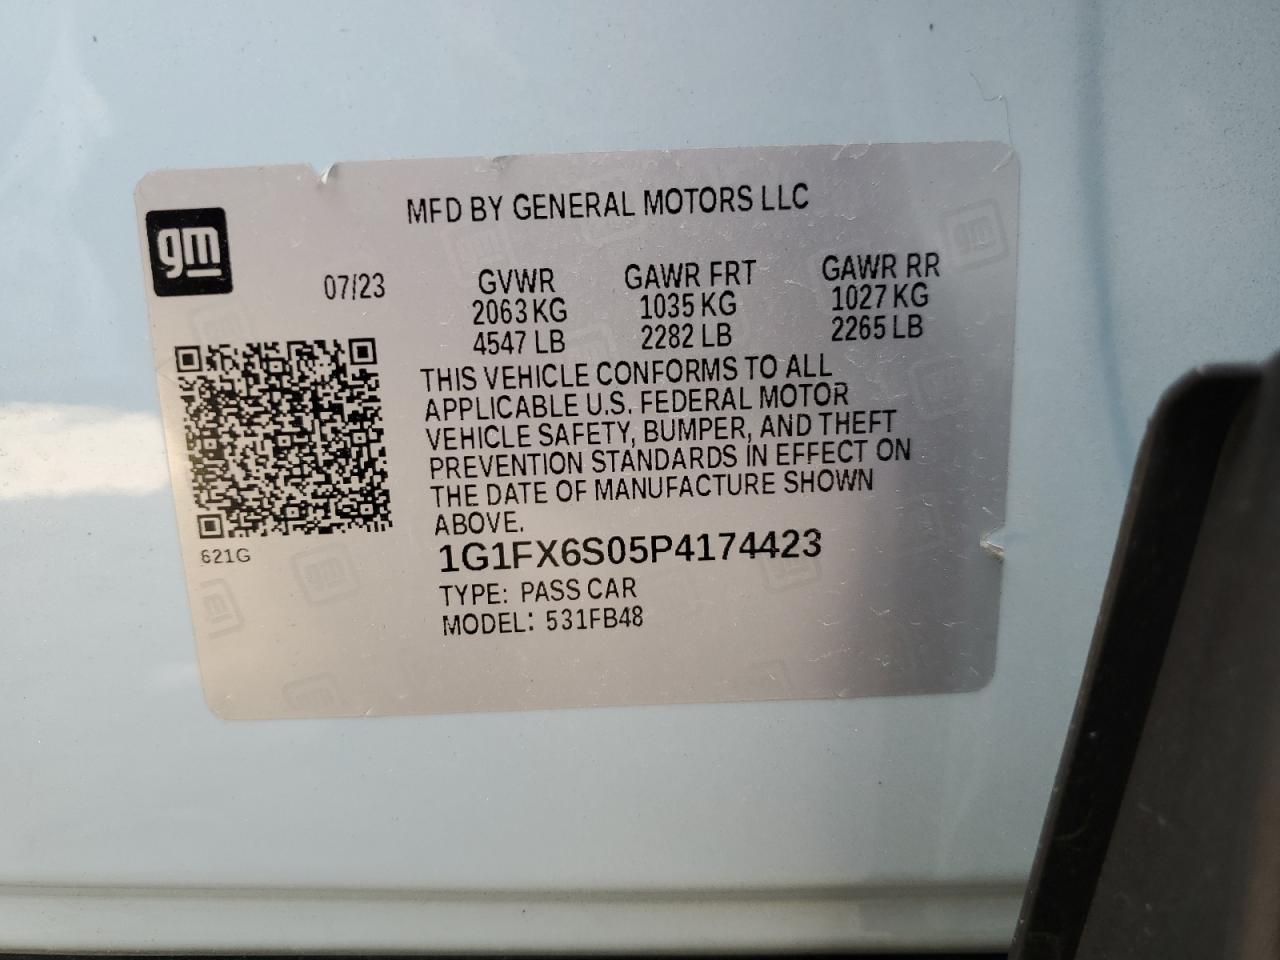 MFD BY GENERAL MOTORS LLC
gm
07/23
GVWR GAWR FRT GAWR RR
2063 KG 1035 KG 1027 KG
4547 LB 2282 LB 2265 LB
THIS VEHICLE CONFORMS TO ALL
APPLICABLE U.S. FEDERAL MOTOR
VEHICLE SAFETY, BUMPER, AND THEFT
PREVENTION STANDARDS IN EFFECT ON
THE DATE OF MANUFACTURE SHOWN
ABOVE.
621G
1G1FX6S05P4174423
TYPE: PASS CAR
MODEL: 531FB48